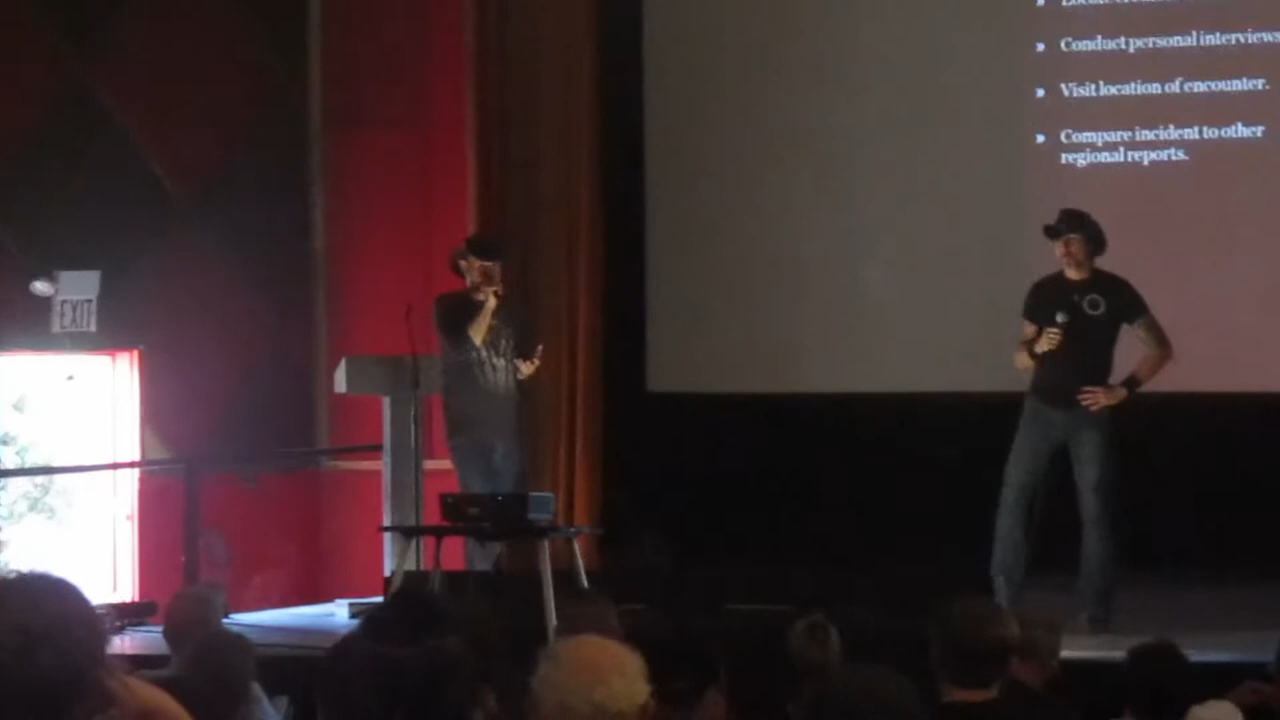 » Conduct personal interviews
» Visit location of encounter.
» Compare incident to other
regional reports.
EXIT